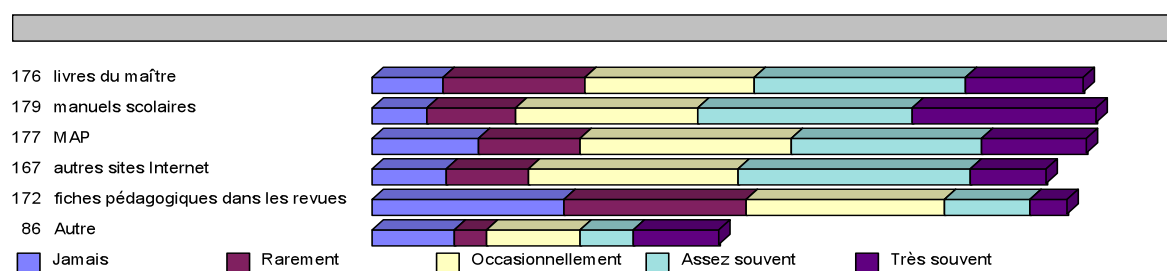 176 livres du maître
179 manuels scolaires
177 MAP
167 autres sites Internet
172 fiches pédagogiques dans les revues
86 Autre
Jamais Rarement Occasionnellement Assez souvent Très souvent